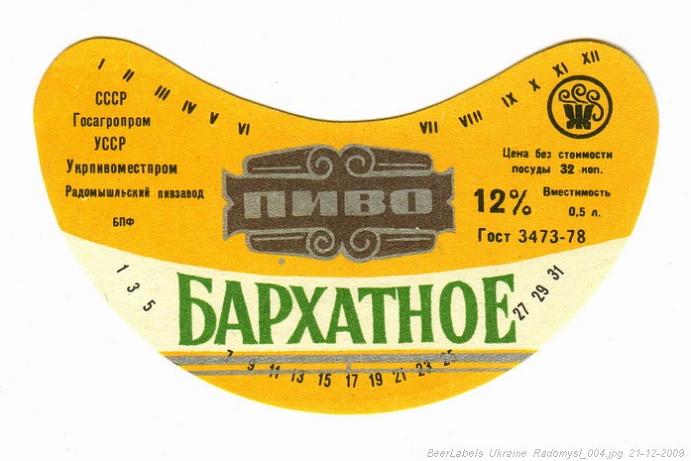 I II III IV V VI VII VIII IX X XI XII
СССР
Госагропром
УССР
Укрпивоместпром
Радомышльский пивзавод
БПФ
Ж
Цена без стоимости
посуды 32 коп.
12% Вместимость
0,5 л.
Гост 3473-78
ПИВО
БАРХАТНОЕ
1 3 5 7 9 11 13 15 17 19 21 23 25 27 29 31
BeerLabels Ukraine Radomysl_004.jpg 21-12-2009